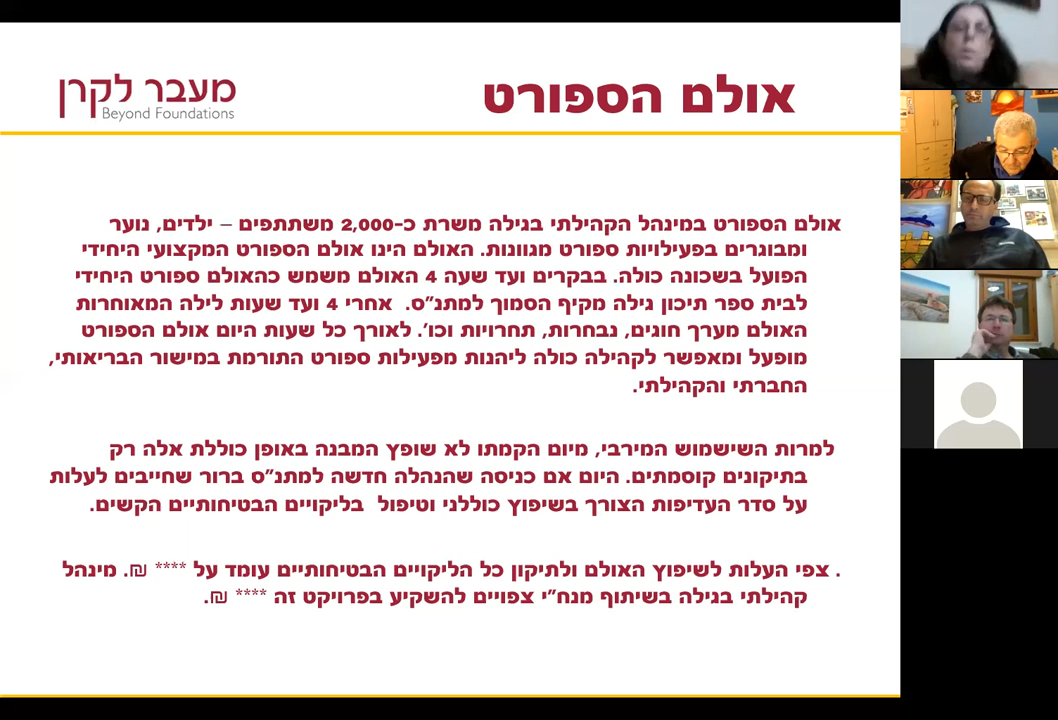 אולם הספורט
מעבר לקרן
Beyond Foundations
אולם הספורט במינהל הקהילתי בגילה משרת כ-2,000 משתתפים – ילדים, נוער
ומבוגרים בפעילויות ספורט מגוונות. האולם הינו אולם הספורט המקצועי היחידי
הפועל בשכונה כולה. בבקרים ועד שעה 4 האולם משמש כהאולם ספורט היחידי
לבית ספר תיכון גילה מקיף הסמוך למתנ"ס. אחרי 4 ועד שעות לילה המאוחרות
האולם מערך חוגים, נבחרות, תחרויות וכו'. לאורך כל שעות היום אולם הספורט
מופעל ומאפשר לקהילה כולה ליהנות מפעילות ספורט התורמת במישור הבריאותי,
החברתי והקהילתי.
למרות השישמוש המירבי, מיום הקמתו לא שופץ המבנה באופן כוללת אלה רק
בתיקונים קוסמתים. היום אם כניסה שהנהלה חדשה למתנ"ס ברור שחייבים לעלות
על סדר העדיפות הצורך בשיפוץ כוללני וטיפול בליקויים הבטיחותיים הקשים.
. צפי העלות לשיפוץ האולם ולתיקון כל הליקויים הבטיחותיים עומד על **** ₪. מינהל
קהילתי בגילה בשיתוף מנח"י צפויים להשקיע בפרויקט זה **** ₪.